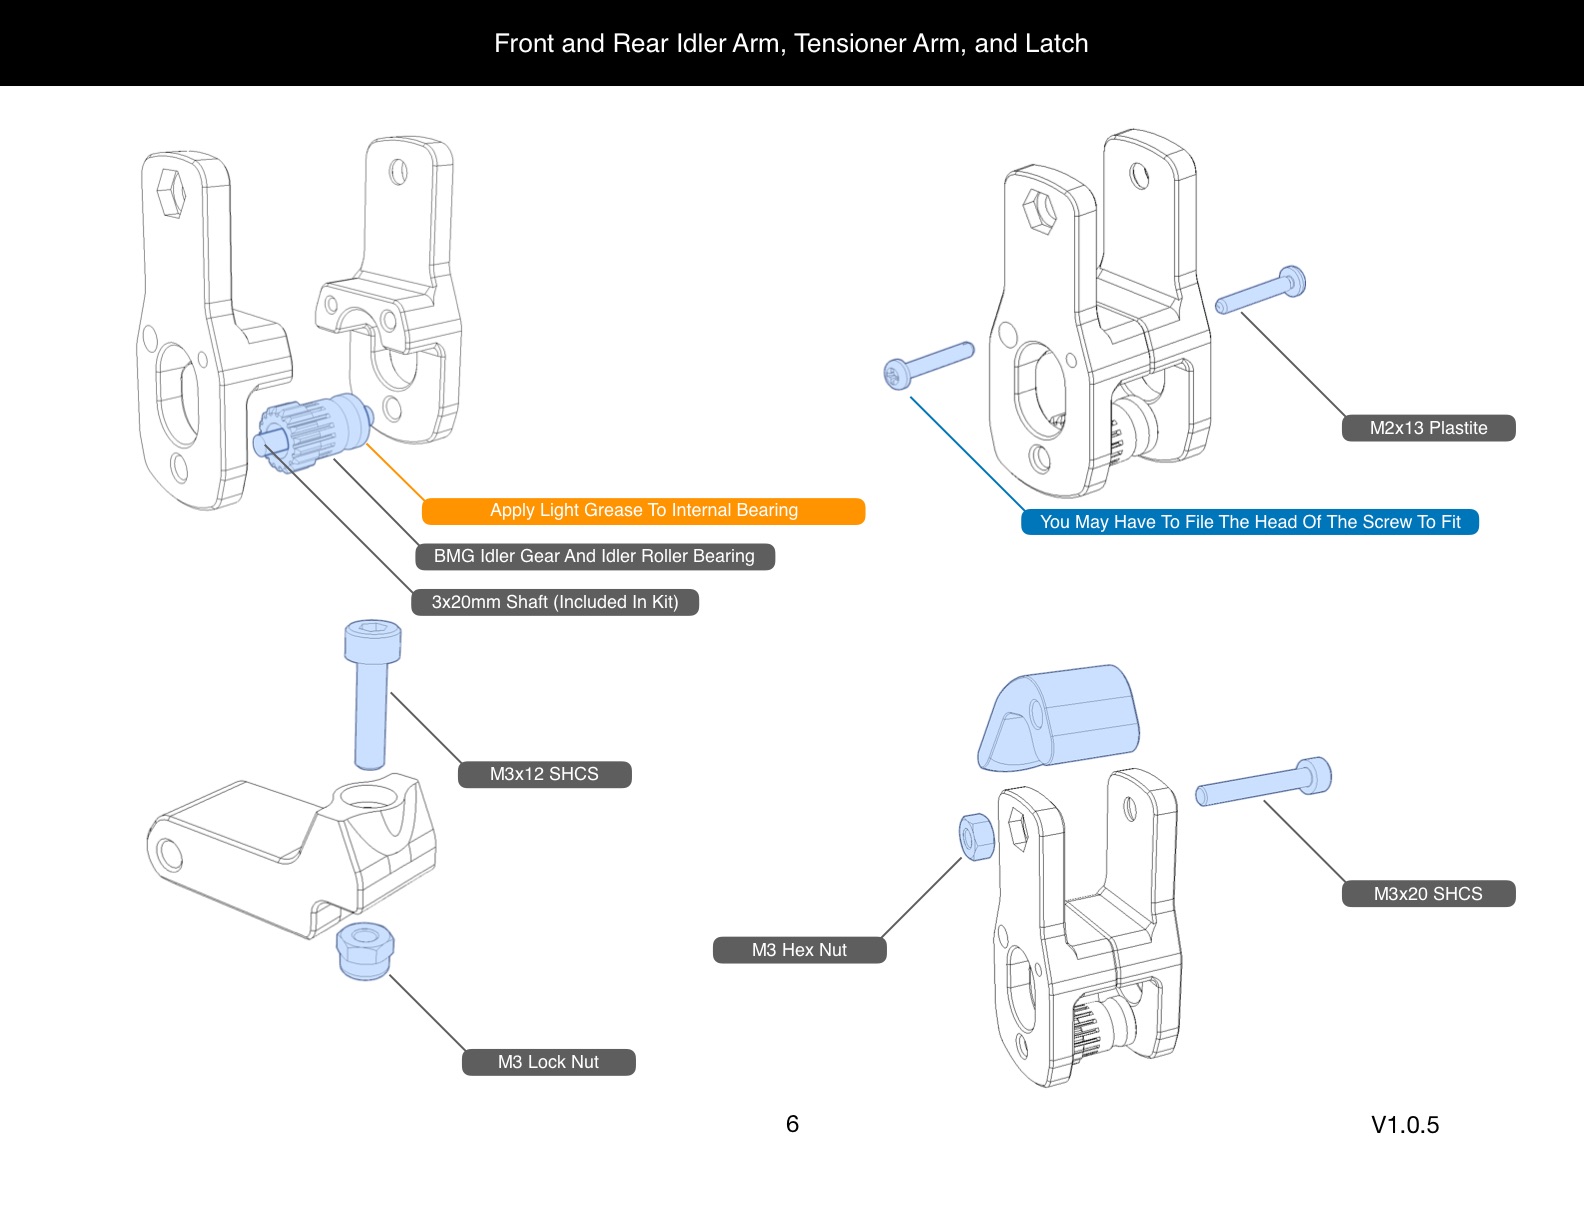 Front and Rear Idler Arm, Tensioner Arm, and Latch
Apply Light Grease To Internal Bearing
BMG Idler Gear And Idler Roller Bearing
3x20mm Shaft (Included In Kit)
M2x13 Plastite
You May Have To File The Head Of The Screw To Fit
M3x12 SHCS
M3 Lock Nut
M3x20 SHCS
M3 Hex Nut
6
V1.0.5